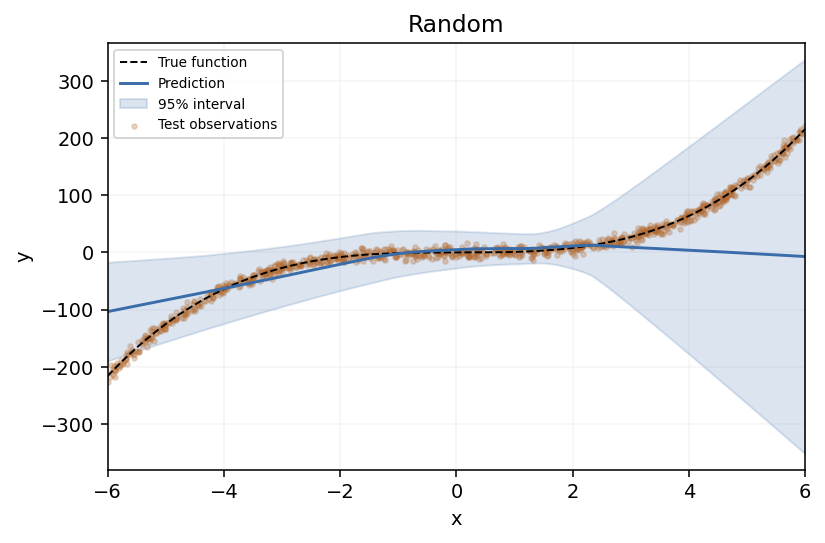 Random
True function
Prediction
95% interval
Test observations
300
200
100
0
−100
−200
−300
y
−6 −4 −2 0 2 4 6
x